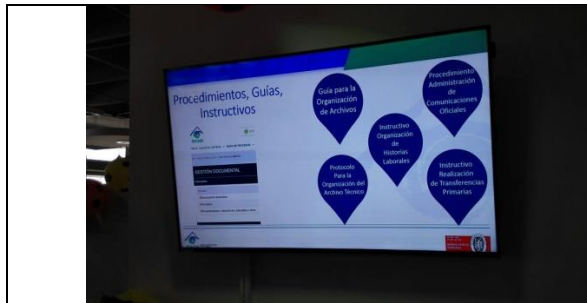 Procedimientos, Guías,
Instructivos
GESTIÓN DOCUMENTAL
Guía para la
Organización
de Archivos
Procedimiento
Administración
de
Comunicaciones
Oficiales
Instructivo
Organización
de
Historias
Laborales
Protocolo
Para la
Organización del
Archivo Técnico
Instructivo
Realización
de Transferencias
Primarias